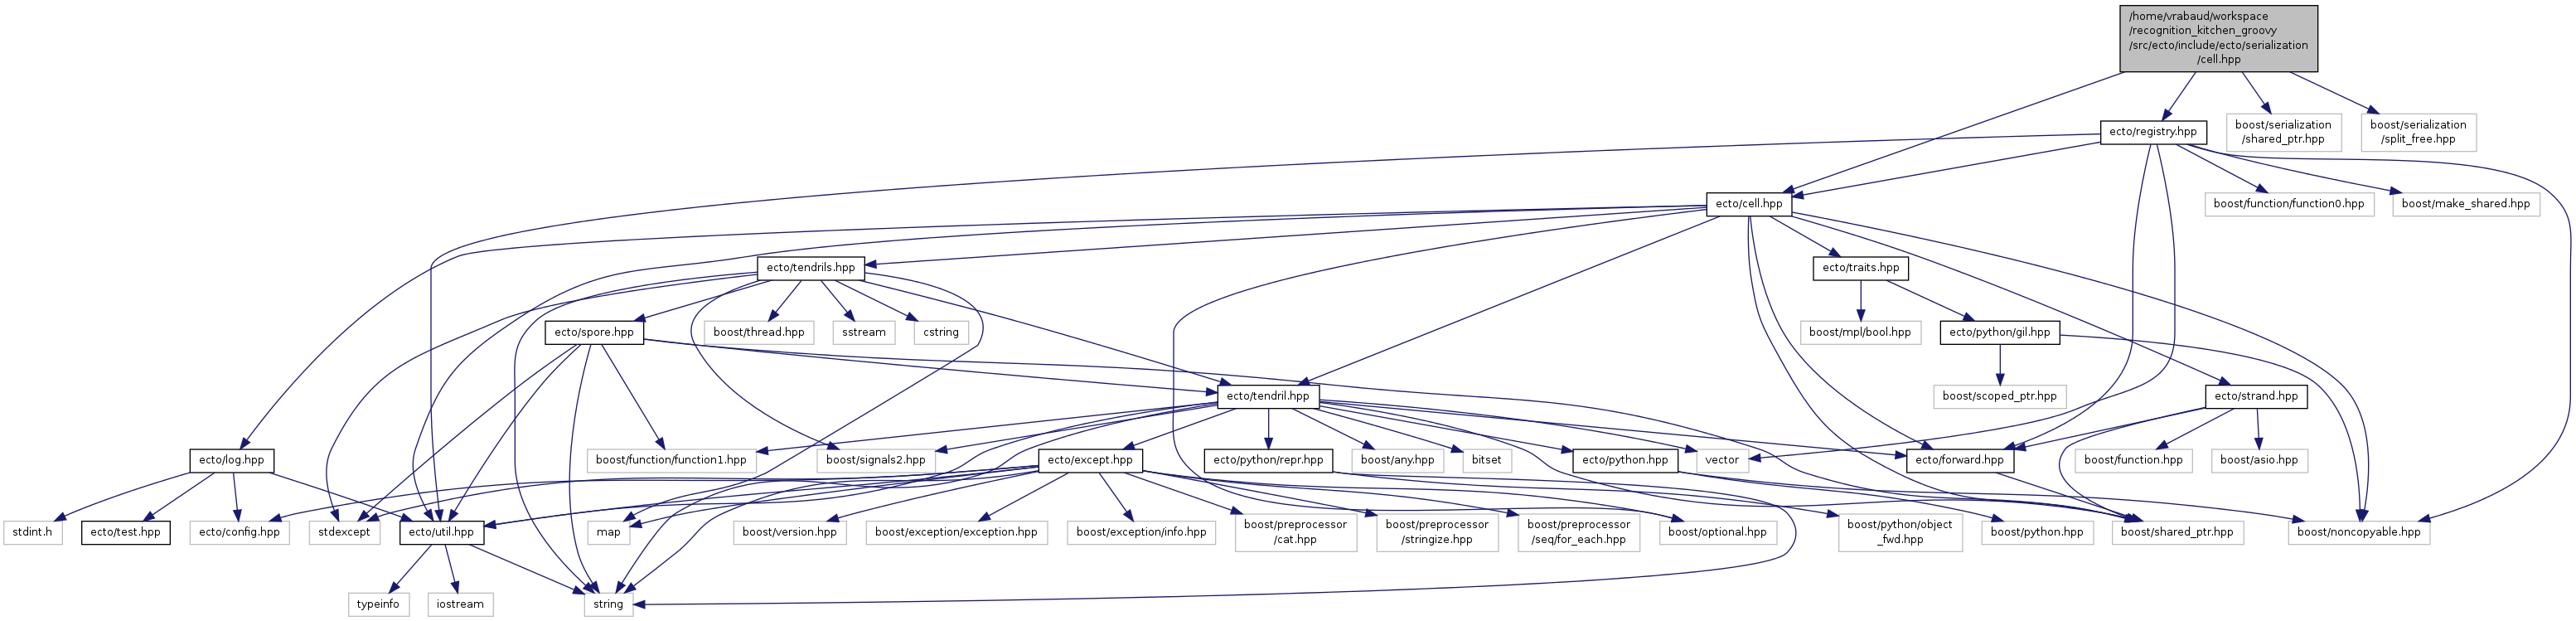 /home/vrabaud/workspace
/recognition_kitchen_groovy
/src/ecto/include/ecto/serialization
/cell.hpp
ecto/registry.hpp
boost/serialization
/shared_ptr.hpp
boost/serialization
/split_free.hpp
ecto/cell.hpp
boost/function/function0.hpp
boost/make_shared.hpp
ecto/tendrils.hpp
ecto/traits.hpp
ecto/spore.hpp
boost/thread.hpp
sstream
cstring
boost/mpl/bool.hpp
ecto/python/gil.hpp
ecto/tendril.hpp
boost/scoped_ptr.hpp
ecto/strand.hpp
ecto/log.hpp
boost/function/function1.hpp
boost/signals2.hpp
ecto/except.hpp
ecto/python/repr.hpp
boost/any.hpp
bitset
ecto/python.hpp
vector
ecto/forward.hpp
boost/function.hpp
boost/asio.hpp
stdint.h
ecto/test.hpp
ecto/config.hpp
stdexcept
ecto/util.hpp
map
boost/version.hpp
boost/exception/exception.hpp
boost/exception/info.hpp
boost/preprocessor
/cat.hpp
boost/preprocessor
/stringize.hpp
boost/preprocessor
/seq/for_each.hpp
boost/optional.hpp
boost/python/object
_fwd.hpp
boost/python.hpp
boost/shared_ptr.hpp
boost/noncopyable.hpp
typeinfo
iostream
string